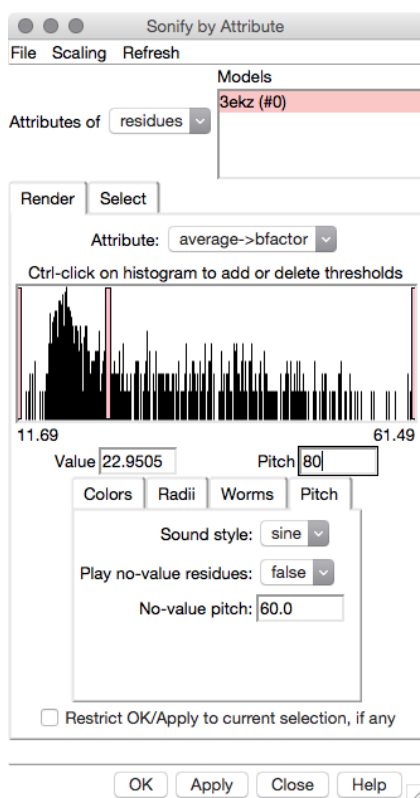 Sonify by Attribute
File Scaling Refresh
Models
3ekz (#0)
Attributes of residues
Render Select
Attribute: average->bfactor
Ctrl-click on histogram to add or delete thresholds
11.69 61.49
Value 22.9505 Pitch 80
Colors Radii Worms Pitch
Sound style: sine
Play no-value residues: false
No-value pitch: 60.0
Restrict OK/Apply to current selection, if any
OK Apply Close Help